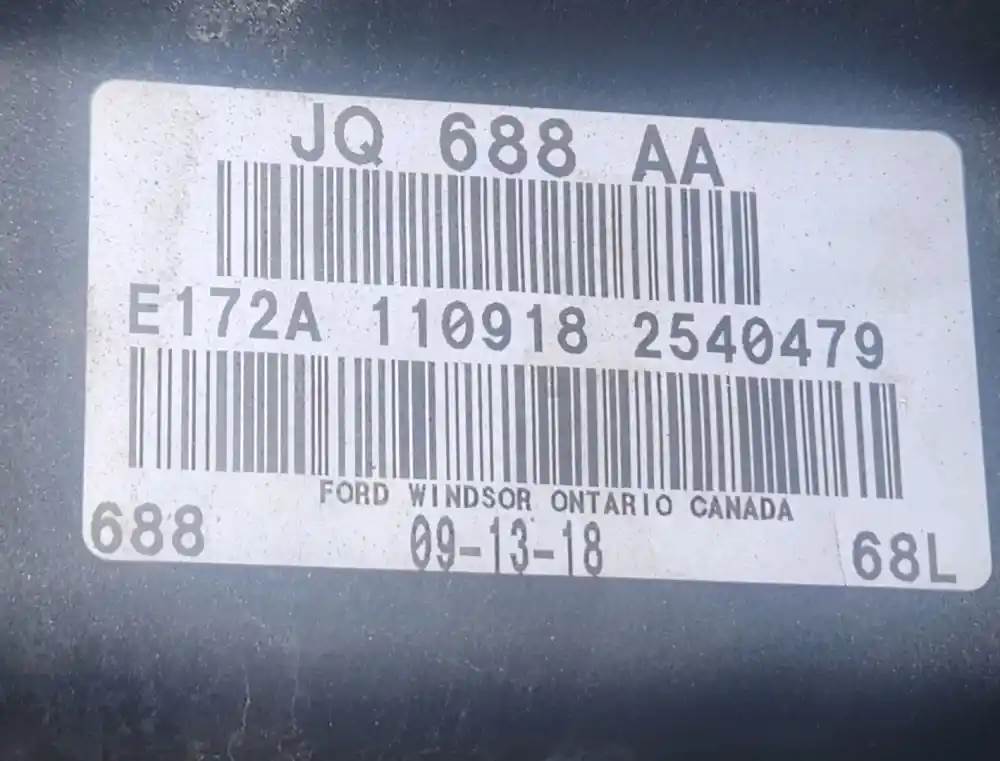 JQ 688 AA
E172A 110918 2540479
FORD WINDSOR ONTARIO CANADA
688 09-13-18 68L